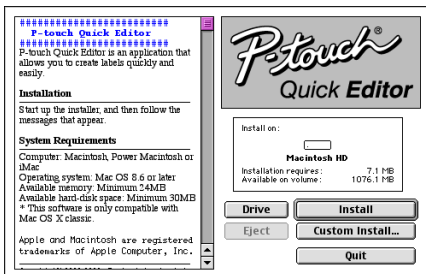 ##########################
P-touch Quick Editor
##########################
P-touch Quick Editor is an application that
allows you to create labels quickly and
easily.
Installation
Start up the installer, and then follow the
messages that appear.
System Requirements
Computer: Macintosh, Power Macintosh or
iMac
Operating system: Mac OS 8.6 or later
Available memory: Minimum 24MB
Available hard-disk space: Minimum 30MB
* This software is only compatible with
Mac OS X classic.
Apple and Macintosh are registered
trademarks of Apple Computer, Inc.
P-touch®
Quick Editor
Install on:
Macintosh HD
Installation requires: 7.1 MB
Available on volume: 1076.1 MB
Drive
Install
Eject
Custom Install...
Quit